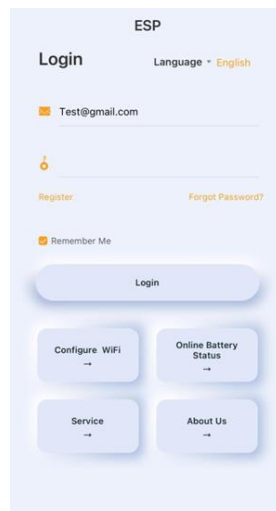 ESP
Login
Language English
Test@gmail.com
Register Forgot Password?
Remember Me
Login
Configure WiFi
→
Online Battery
Status
→
Service
→
About Us
→